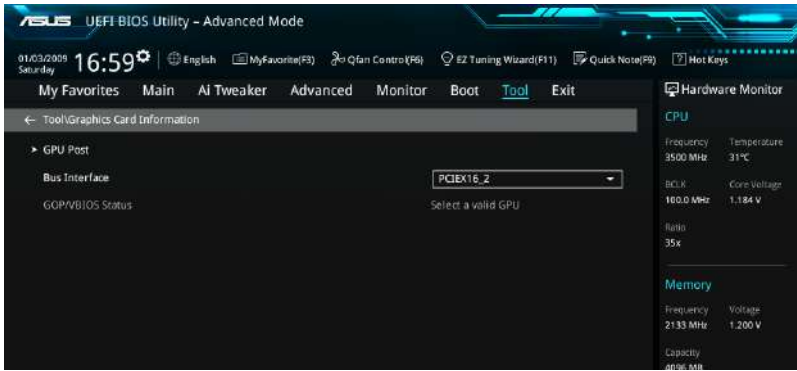 ASUS UEFI BIOS Utility – Advanced Mode
01/03/2009 Saturday 16:59 English MyFavorite(F3) Qfan Control(F6) EZ Tuning Wizard(F11) Quick Note(F9) ? Hot Keys
My Favorites Main Ai Tweaker Advanced Monitor Boot Tool Exit
← Tool\Graphics Card Information
> GPU Post
Bus Interface PCIEX16_2
GOP/VBIOS Status Select a valid GPU
Hardware Monitor
CPU
Frequency Temperature
3500 MHz 31°C
BCLK Core Voltage
100.0 MHz 1.184 V
Ratio
35x
Memory
Frequency Voltage
2133 MHz 1.200 V
Capacity
4096 MB